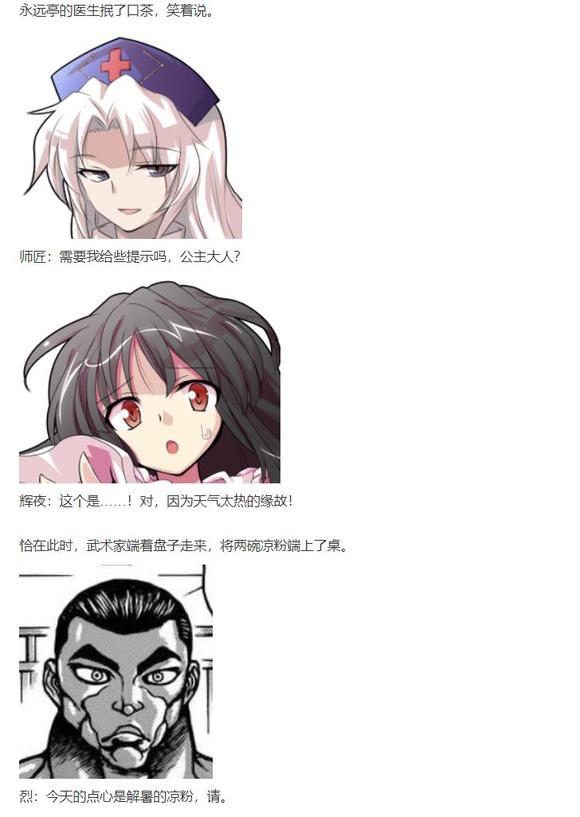 永远亭的医生抿了口茶，笑着说。
师匠：需要我给些提示吗，公主大人？
辉夜：这个是……！对，因为天气太热的缘故！
恰在此时，武术家端着盘子走来，将两碗凉粉端上了桌。
烈：今天的点心是解暑的凉粉，请。